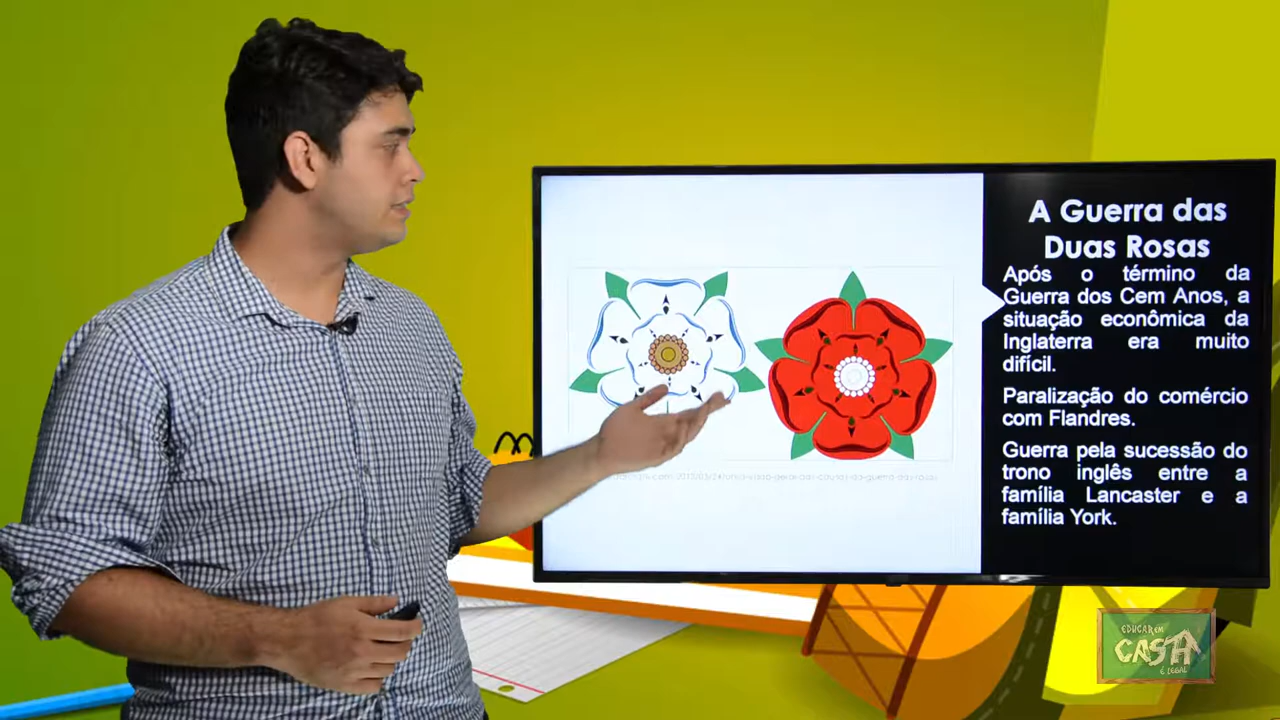 A Guerra das
Duas Rosas
Após o término da
Guerra dos Cem Anos, a
situação econômica da
Inglaterra era muito
difícil.
Paralização do comércio
com Flandres.
Guerra pela sucessão do
trono inglês entre a
família Lancaster e a
família York.
EDUCAR EM
CASA
É LEGAL